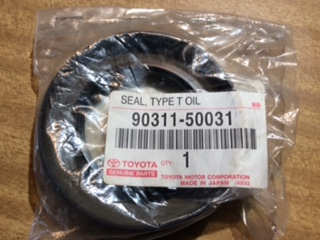 SEAL, TYPE T OIL
90311-50031
TOYOTA
GENUINE PARTS
QTY.
1
TOYOTA MOTOR CORPORATION
MADE IN JAPAN